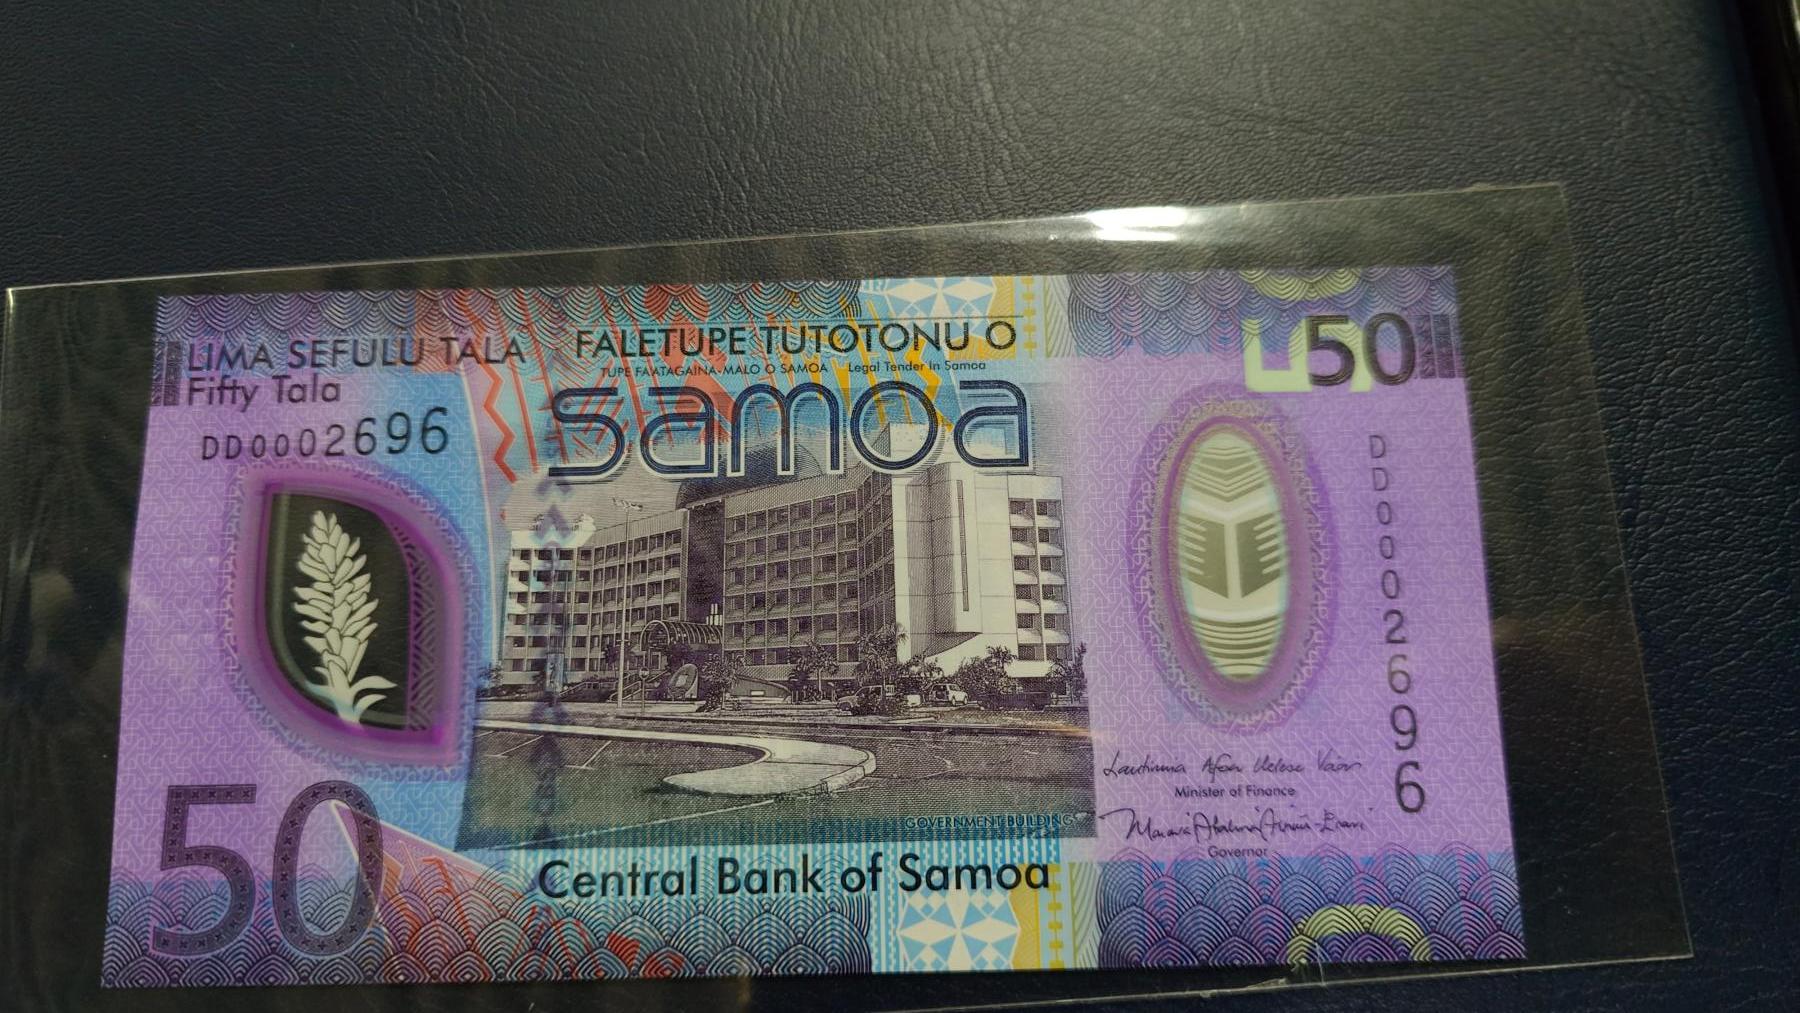 LIMA SEFULU TALA
Fifty Tala
DD0002696
FALETUPE TUTOTONU O
TUPE FAATAGAINA-MALO O SAMOA Legal Tender In Samoa
samoa
50
DD0002696
GOVERNMENT BUILDING
Minister of Finance
Governor
50
Central Bank of Samoa